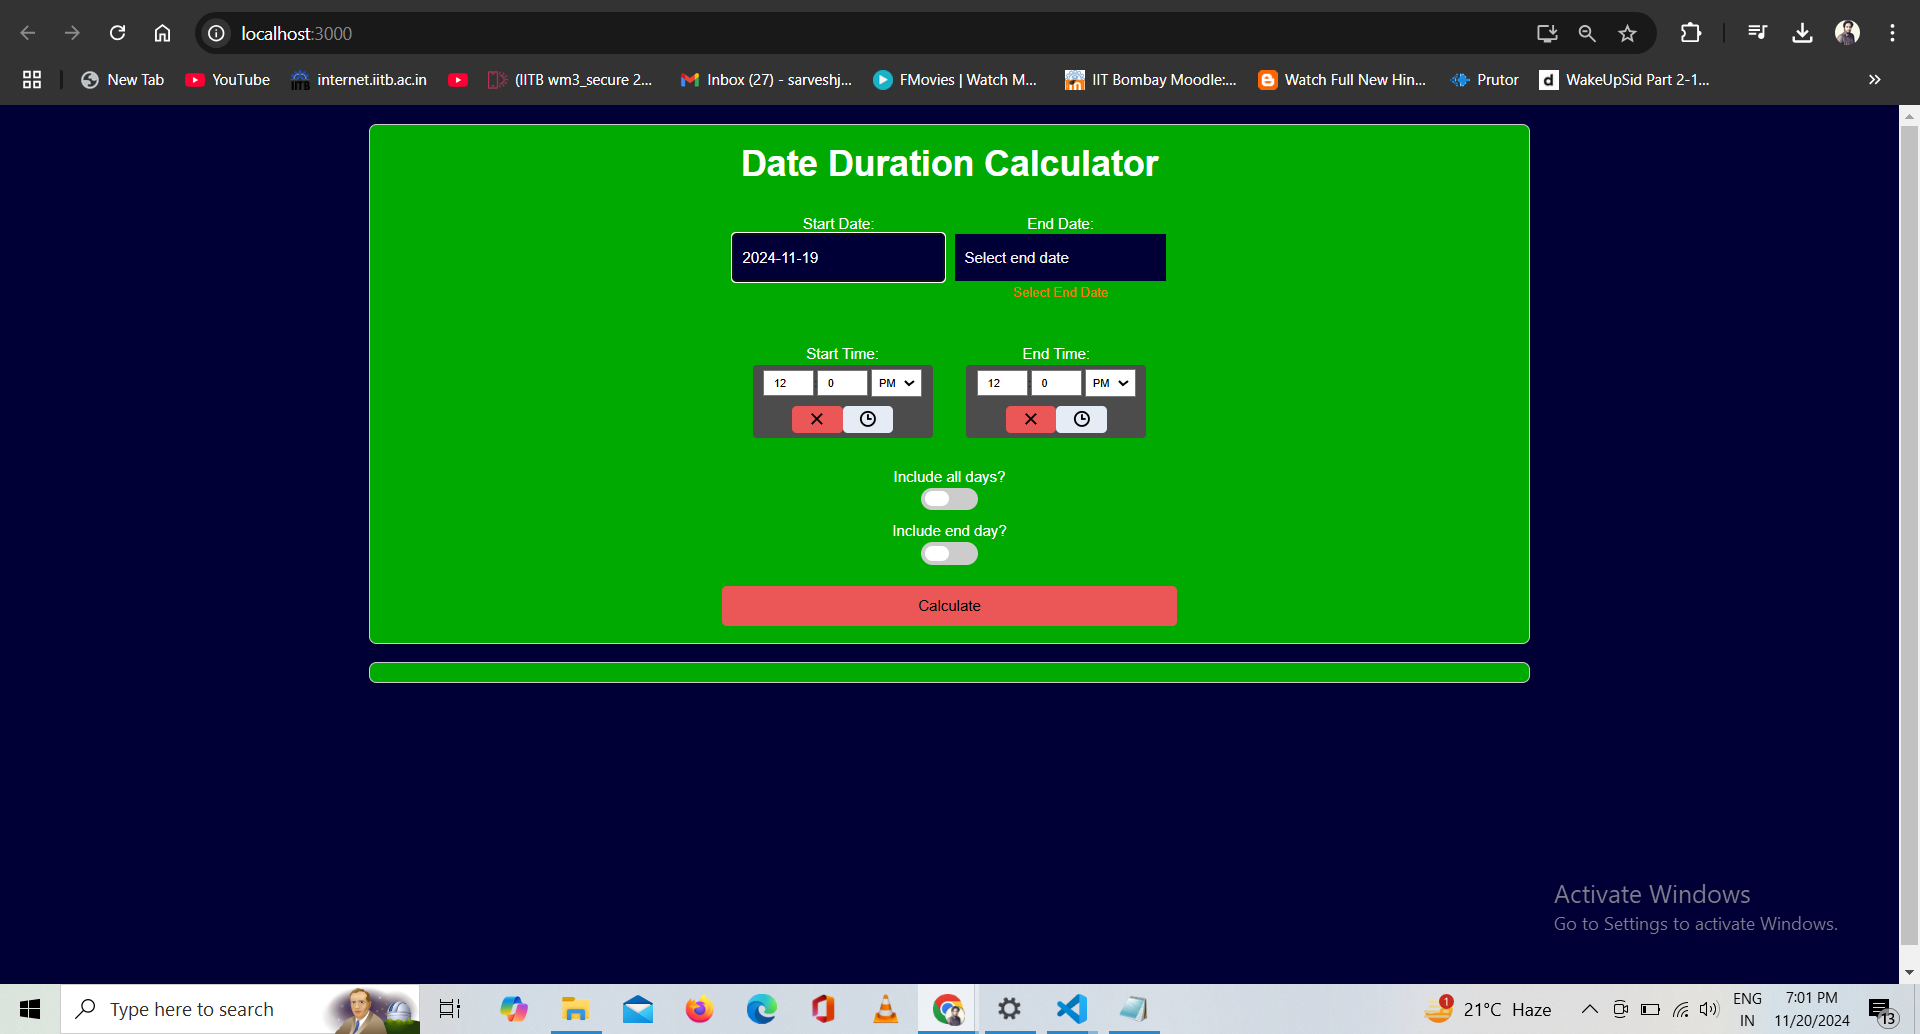 localhost:3000
New Tab
YouTube
internet.iitb.ac.in
(IITB wm3_secure 2...
Inbox (27) - sarveshj...
FMovies | Watch M...
IIT Bombay Moodle:...
Watch Full New Hin...
Prutor
d
WakeUpSid Part 2-1...
Date Duration Calculator
Start Date:
End Date:
2024-11-19
Select end date
Select End Date
Start Time:
End Time:
12 : 0 PM
12 : 0 PM
Include all days?
Include end day?
Calculate
Activate Windows
Go to Settings to activate Windows.
Type here to search
1
21°C Haze
ENG
IN
7:01 PM
11/20/2024
13